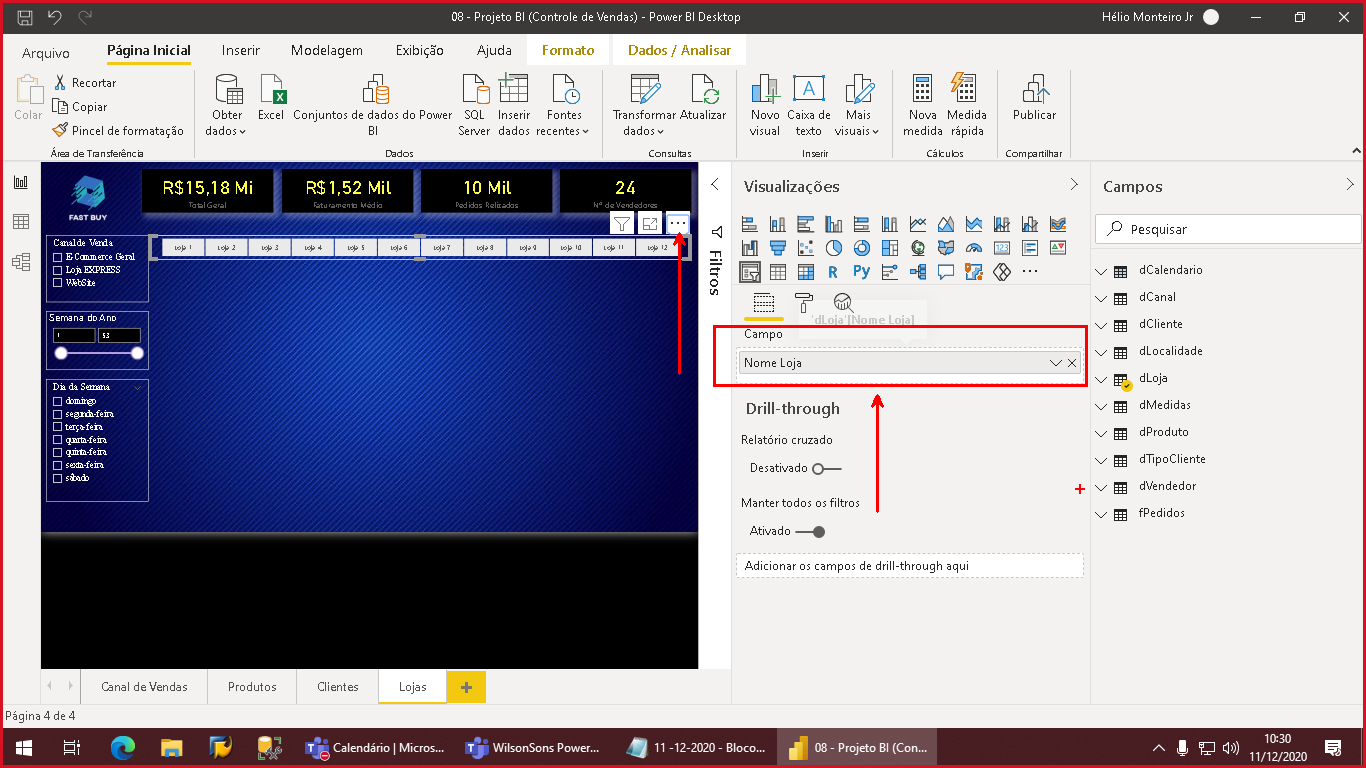 08 - Projeto BI (Controle de Vendas) - Power BI Desktop
Hélio Monteiro Jr
Arquivo
Página Inicial
Inserir
Modelagem
Exibição
Ajuda
Formato
Dados / Analisar
Colar
Recortar
Copiar
Pincel de formatação
Área de Transferência
Obter dados
Excel
Conjuntos de dados do Power BI
SQL Server
Inserir dados
Fontes recentes
Dados
Transformar dados
Atualizar
Consultas
Novo visual
Caixa de texto
Mais visuais
Inserir
Nova medida
Medida rápida
Cálculos
Publicar
Compartilhar
FAST BUY
R$15,18 Mi
Total Geral
R$1,52 Mil
Faturamento Médio
10 Mil
Pedidos Realizados
24
Nº de Vendedores
Canal de Venda
E-Commerce Geral
Loja EXPRESS
WebSite
Loja 1
Loja 2
Loja 3
Loja 4
Loja 5
Loja 6
Loja 7
Loja 8
Loja 9
Loja 10
Loja 11
Loja 12
Semana do Ano
1
53
Dia da Semana
domingo
segunda-feira
terça-feira
quarta-feira
quinta-feira
sexta-feira
sábado
Filtros
Visualizações
R
Py
123
'dLoja'[Nome Loja]
Campo
Nome Loja
Drill-through
Relatório cruzado
Desativado
Manter todos os filtros
Ativado
Adicionar os campos de drill-through aqui
Campos
Pesquisar
dCalendario
dCanal
dCliente
dLocalidade
dLoja
dMedidas
dProduto
dTipoCliente
dVendedor
fPedidos
Canal de Vendas
Produtos
Clientes
Lojas
Página 4 de 4
Calendário | Micros...
WilsonSons Power...
11 -12-2020 - Bloco...
08 - Projeto BI (Con...
10:30
11/12/2020